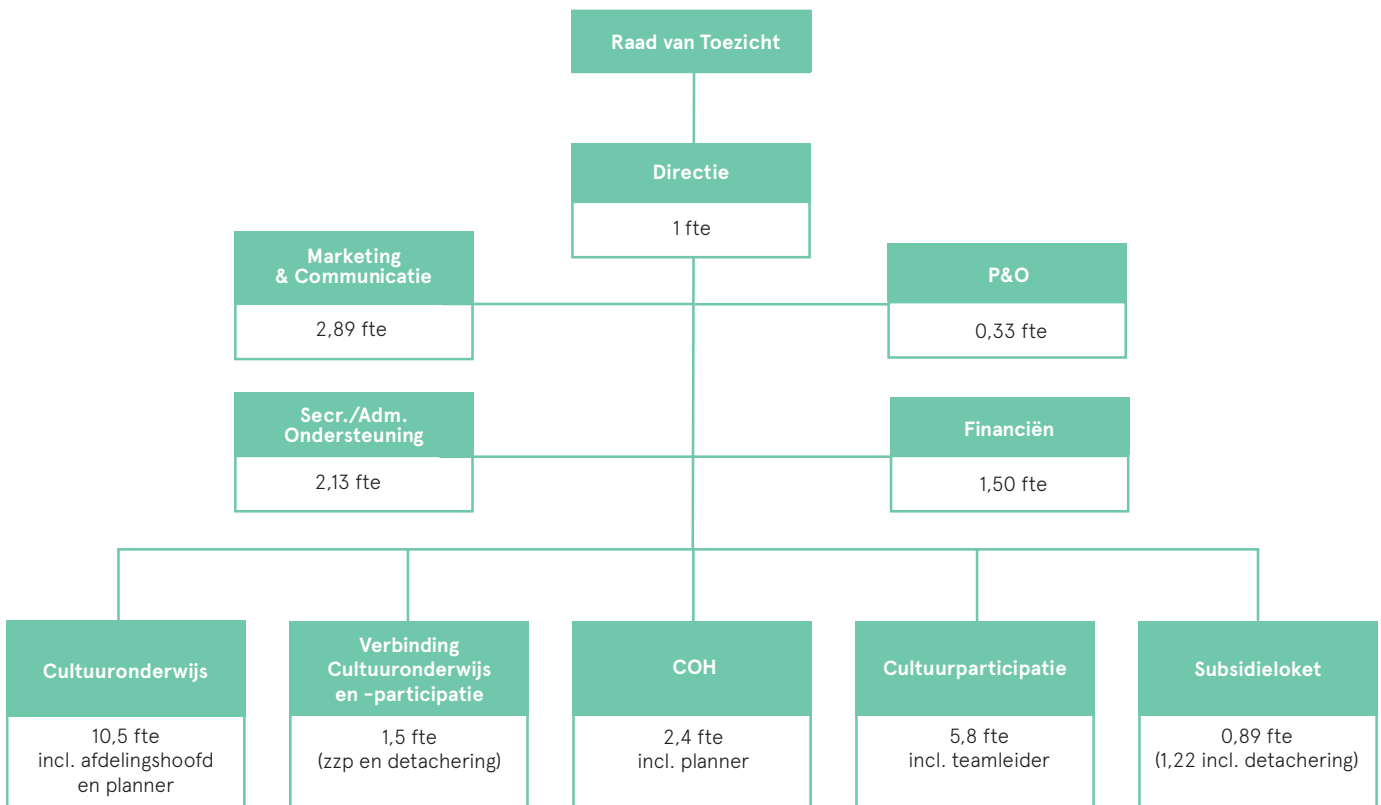 Raad van Toezicht
Directie
1 fte
Marketing
& Communicatie
2,89 fte
P&O
0,33 fte
Secr./Adm.
Ondersteuning
2,13 fte
Financiën
1,50 fte
Cultuuronderwijs
10,5 fte
incl. afdelingshoofd
en planner
Verbinding
Cultuuronderwijs
en -participatie
1,5 fte
(zzp en detachering)
COH
2,4 fte
incl. planner
Cultuurparticipatie
5,8 fte
incl. teamleider
Subsidieloket
0,89 fte
(1,22 incl. detachering)